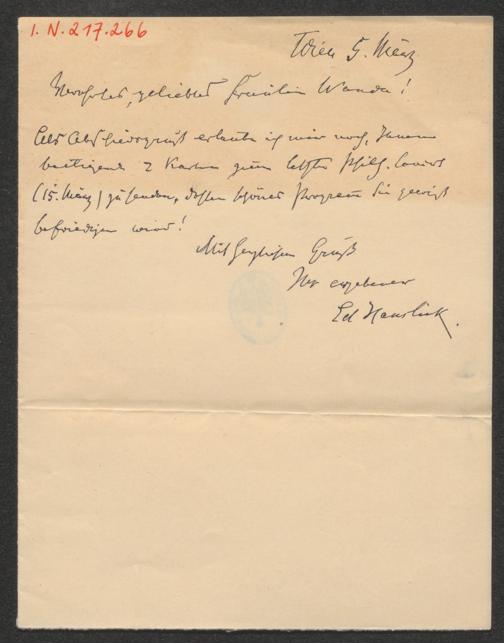 I. N. 217.266
Wien 5. März
Verehrtes, geliebtes Fräulein Wanda!
Als Abschiedsgruß erlaube ich mir noch, Ihnen
2 Karten zum letzten Philh. Concert
(15. März) zu senden, dessen schönes Program Sie gewiß
befriedigen wird!
Mit herzlichem Gruß
Ihr ergebener
Ed Hanslick.